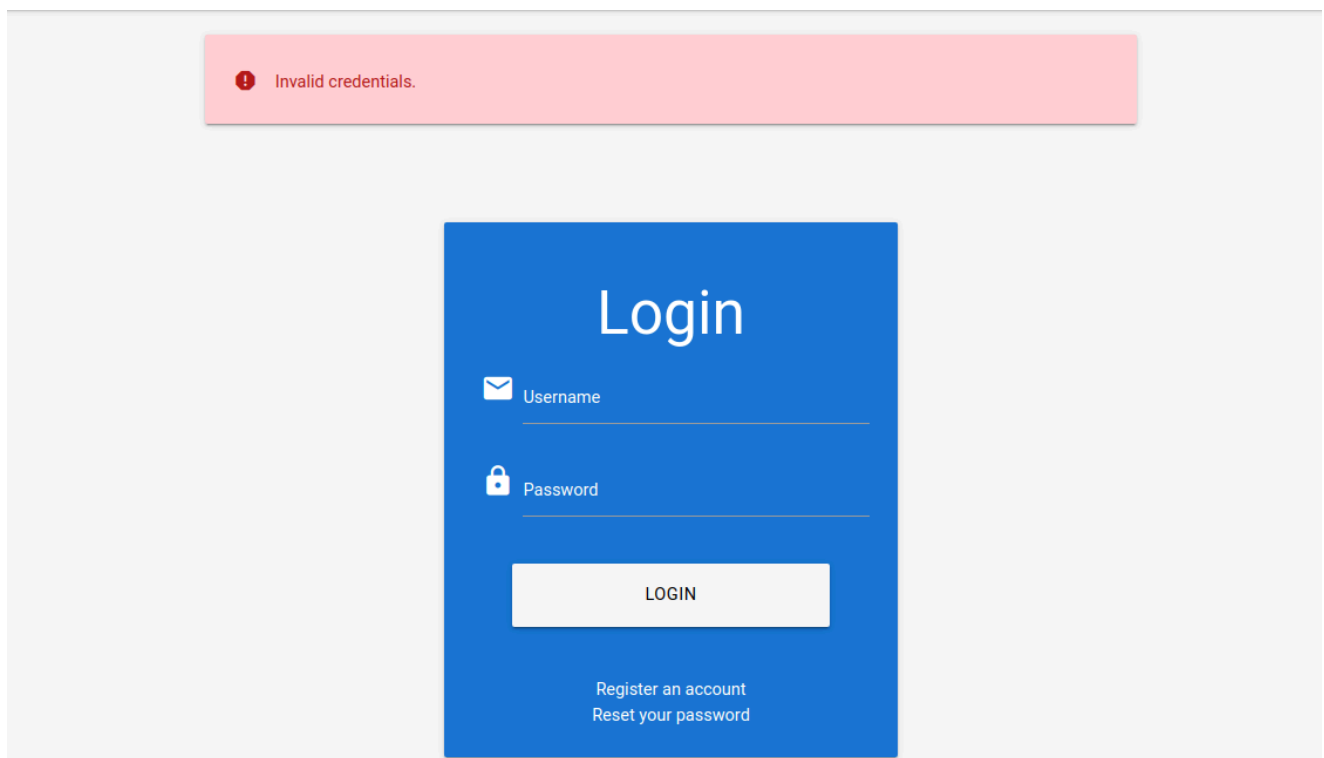 Invalid credentials.
Login
Username
Password
LOGIN
Register an account
Reset your password